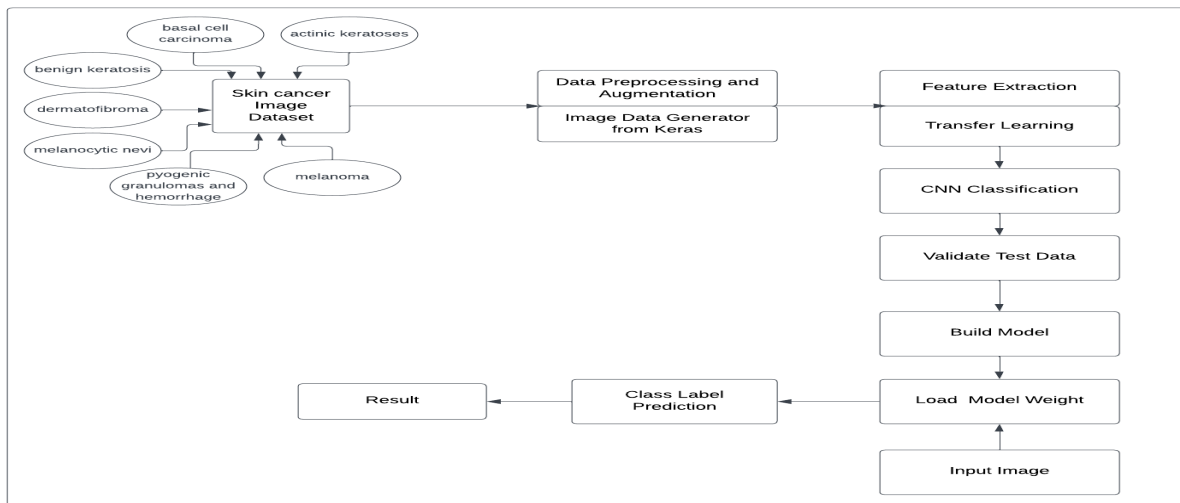 basal cell
carcinoma
actinic keratoses
benign keratosis
dermatofibroma
melanocytic nevi
pyogenic
granulomas and
hemorrhage
melanoma
Skin cancer
Image
Dataset
Data Preprocessing and
Augmentation
Image Data Generator
from Keras
Feature Extraction
Transfer Learning
CNN Classification
Validate Test Data
Build Model
Load Model Weight
Input Image
Class Label
Prediction
Result